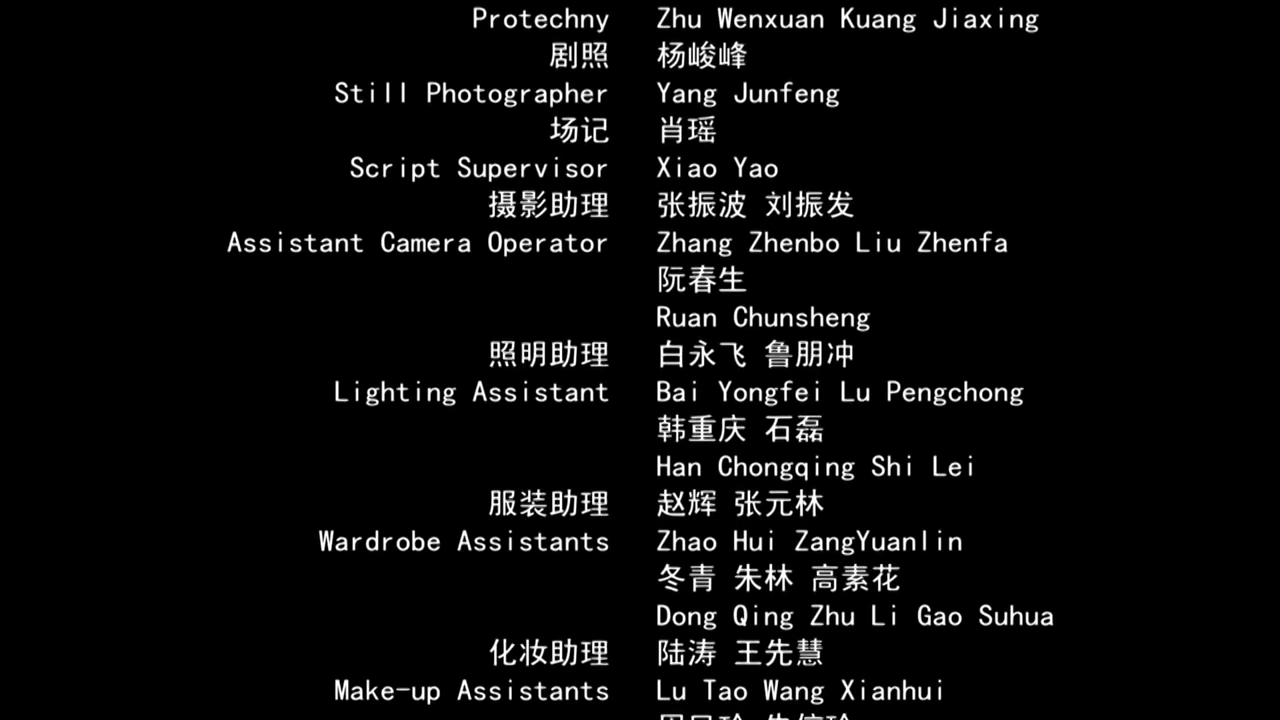 Protechny Zhu Wenxuan Kuang Jiaxing
剧照 杨峻峰
Still Photographer Yang Junfeng
场记 肖瑶
Script Supervisor Xiao Yao
摄影助理 张振波 刘振发
Assistant Camera Operator Zhang Zhenbo Liu Zhenfa
阮春生
Ruan Chunsheng
照明助理 白永飞 鲁朋冲
Lighting Assistant Bai Yongfei Lu Pengchong
韩重庆 石磊
Han Chongqing Shi Lei
服装助理 赵辉 张元林
Wardrobe Assistants Zhao Hui ZangYuanlin
冬青 朱林 高素花
Dong Qing Zhu Li Gao Suhua
化妆助理 陆涛 王先慧
Make-up Assistants Lu Tao Wang Xianhui